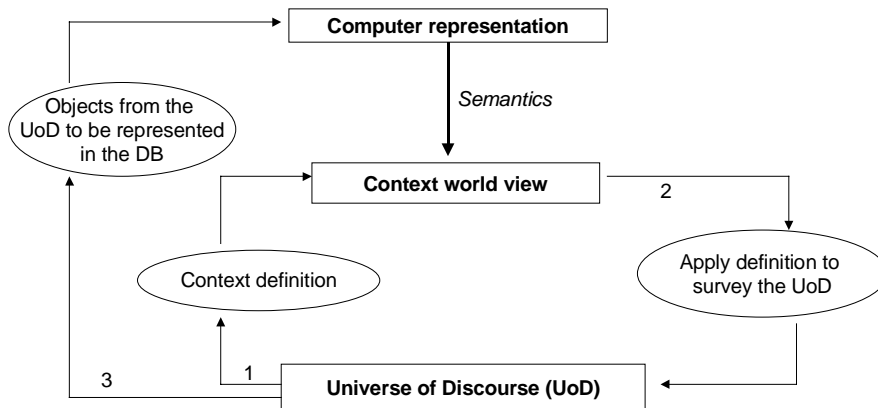 Computer representation
Objects from the
UoD to be represented
in the DB
Semantics
Context world view
2
Context definition
Apply definition to
survey the UoD
3
1
Universe of Discourse (UoD)